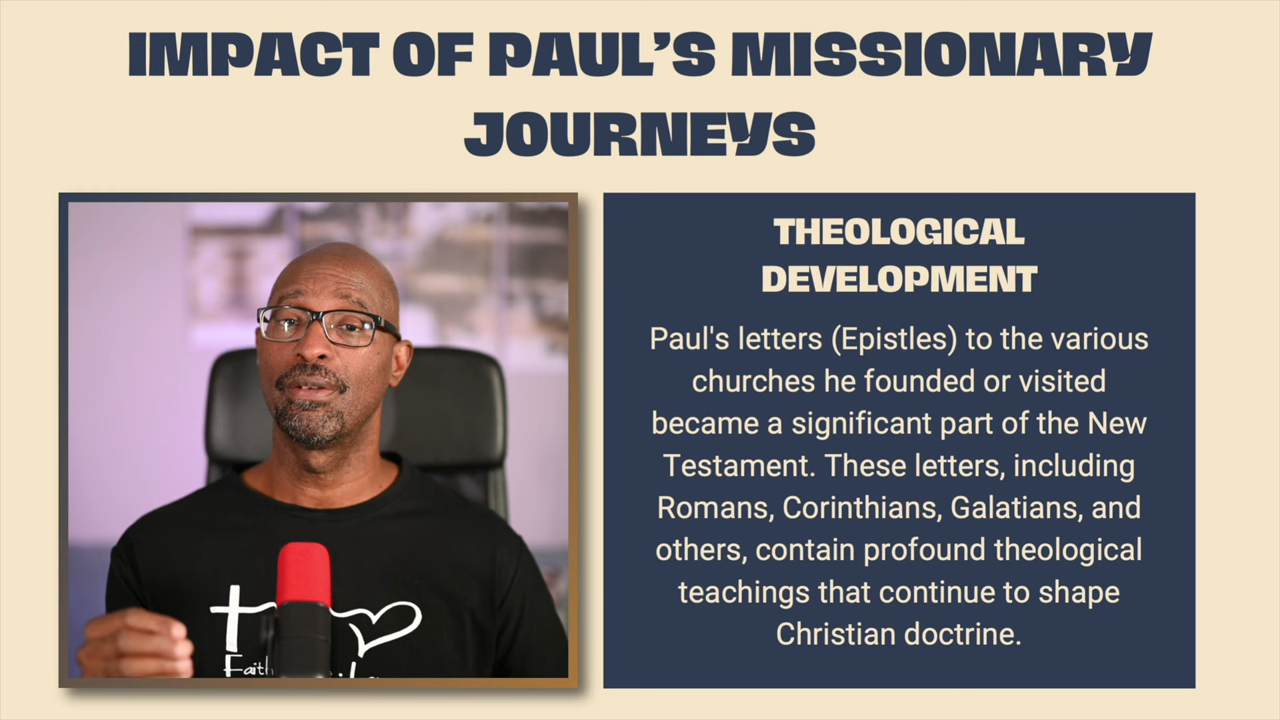 IMPACT OF PAUL’S MISSIONARY
JOURNEYS
THEOLOGICAL
DEVELOPMENT
Paul's letters (Epistles) to the various
churches he founded or visited
became a significant part of the New
Testament. These letters, including
Romans, Corinthians, Galatians, and
others, contain profound theological
teachings that continue to shape
Christian doctrine.
Faith